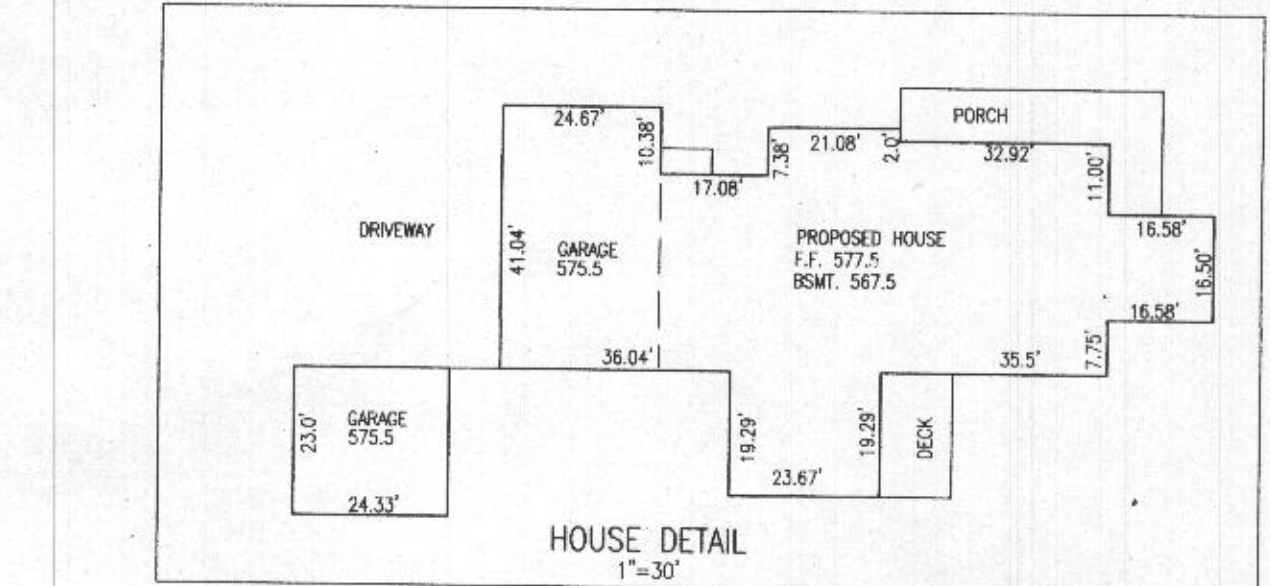 24.67'
10.38'
17.08'
7.38'
21.08'
2.0'
PORCH
32.92'
11.00'
16.58'
16.50'
16.58'
7.75'
35.5'
DRIVEWAY
41.04'
GARAGE
575.5
PROPOSED HOUSE
F.F. 577.5
BSMT. 567.5
36.04'
23.0'
GARAGE
575.5
24.33'
19.29'
23.67'
19.29'
DECK
HOUSE DETAIL
1"=30'